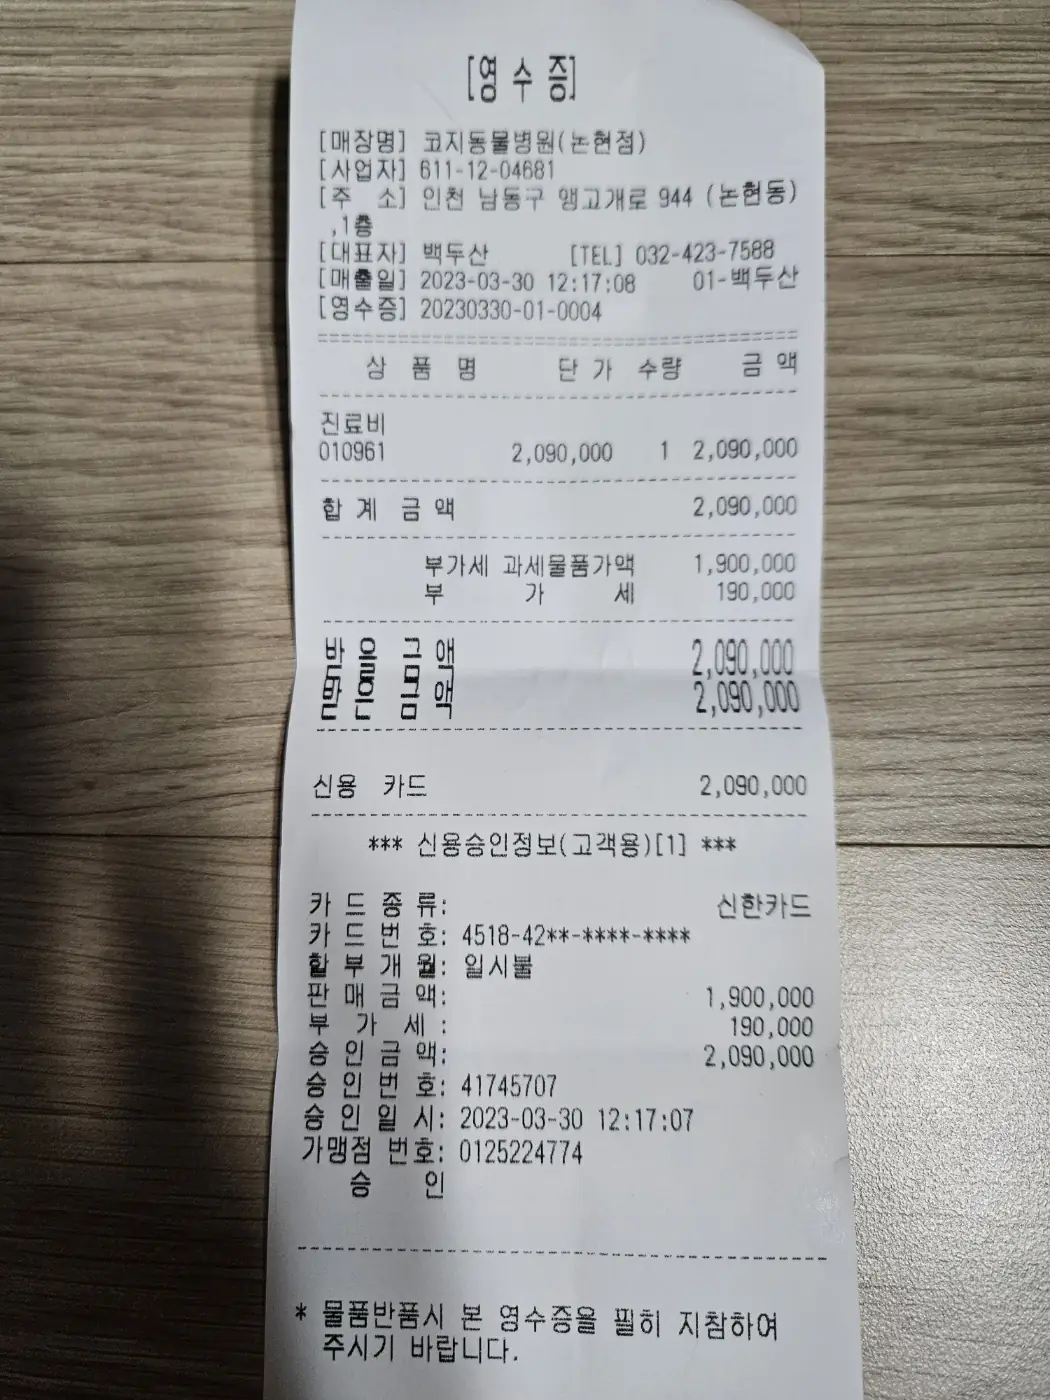 [영 수 증]
[매장명] 코지동물병원(논현점)
[사업자] 611-12-04681
[주 소] 인천 남동구 앵고개로 944 (논현동)
,1층
[대표자] 백두산 [TEL] 032-423-7588
[매출일] 2023-03-30 12:17:08 01-백두산
[영수증] 20230330-01-0004
상 품 명 단 가 수량 금 액
진료비
010961 2,090,000 1 2,090,000
합 계 금 액 2,090,000
부가세 과세물품가액 1,900,000
부 가 세 190,000
받 을 금 액 2,090,000
받 은 금 액 2,090,000
신용 카드 2,090,000
*** 신용승인정보(고객용)[1] ***
카 드 종 류: 신한카드
카 드 번 호: 4518-42**-****-****
할 부 개 월: 일시불
판 매 금 액: 1,900,000
부 가 세 : 190,000
승 인 금 액: 2,090,000
승 인 번 호: 41745707
승 인 일 시: 2023-03-30 12:17:07
가맹점 번호: 0125224774
승 인
* 물품반품시 본 영수증을 필히 지참하여
주시기 바랍니다.